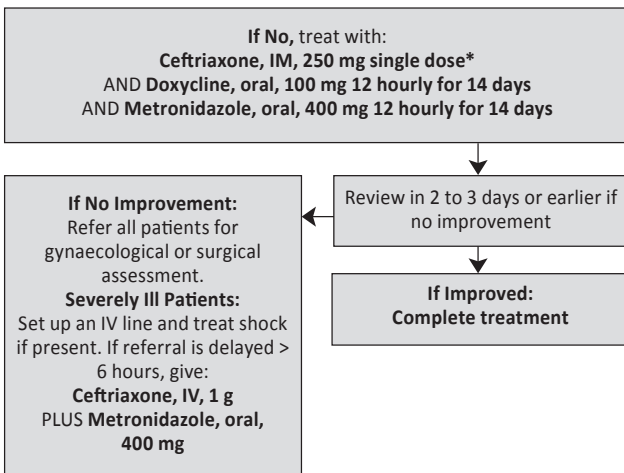 If No, treat with:
Ceftriaxone, IM, 250 mg single dose*
AND Doxycline, oral, 100 mg 12 hourly for 14 days
AND Metronidazole, oral, 400 mg 12 hourly for 14 days
Review in 2 to 3 days or earlier if
no improvement
If No Improvement:
Refer all patients for
gynaecological or surgical
assessment.
Severely Ill Patients:
Set up an IV line and treat shock
if present. If referral is delayed >
6 hours, give:
Ceftriaxone, IV, 1 g
PLUS Metronidazole, oral,
400 mg
If Improved:
Complete treatment